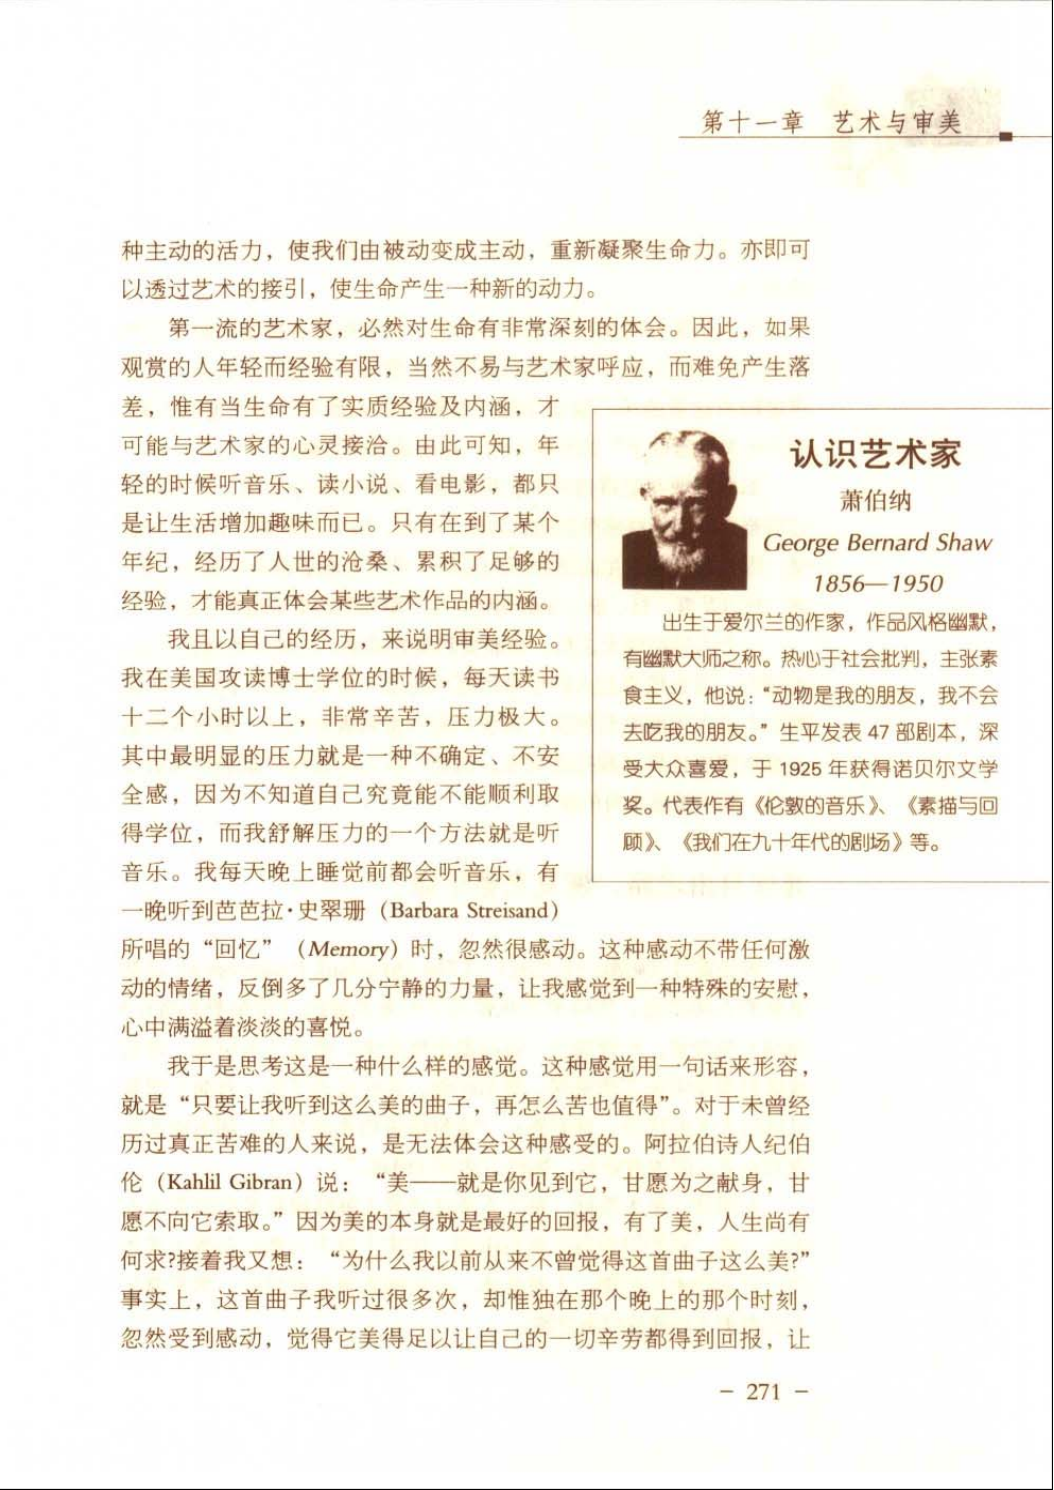 第十一章　艺术与审美
种主动的活力，使我们由被动变成主动，重新凝聚生命力。亦即可
以透过艺术的接引，使生命产生一种新的动力。
第一流的艺术家，必然对生命有非常深刻的体会。因此，如果
观赏的人年轻而经验有限，当然不易与艺术家呼应，而难免产生落
差，惟有当生命有了实质经验及内涵，才
可能与艺术家的心灵接洽。由此可知，年
轻的时候听音乐、读小说、看电影，都只
是让生活增加趣味而已。只有在到了某个
年纪，经历了人世的沧桑、累积了足够的
经验，才能真正体会某些艺术作品的内涵。
我且以自己的经历，来说明审美经验。
我在美国攻读博士学位的时候，每天读书
十二个小时以上，非常辛苦，压力极大。
其中最明显的压力就是一种不确定、不安
全感，因为不知道自己究竟能不能顺利取
得学位，而我舒解压力的一个方法就是听
音乐。我每天晚上睡觉前都会听音乐，有
一晚听到芭芭拉·史翠珊（Barbara Streisand）
所唱的“回忆”（Memory）时，忽然很感动。这种感动不带任何激
动的情绪，反倒多了几分宁静的力量，让我感觉到一种特殊的安慰，
心中满溢着淡淡的喜悦。
我于是思考这是一种什么样的感觉。这种感觉用一句话来形容，
就是“只要让我听到这么美的曲子，再怎么苦也值得”。对于未曾经
历过真正苦难的人来说，是无法体会这种感受的。阿拉伯诗人纪伯
伦（Kahlil Gibran）说：“美——就是你见到它，甘愿为之献身，甘
愿不向它索取。”因为美的本身就是最好的回报，有了美，人生尚有
何求?接着我又想：“为什么我以前从来不曾觉得这首曲子这么美?”
事实上，这首曲子我听过很多次，却惟独在那个晚上的那个时刻，
忽然受到感动，觉得它美得足以让自己的一切辛劳都得到回报，让
认识艺术家
萧伯纳
George Bernard Shaw
1856—1950
出生于爱尔兰的作家，作品风格幽默，
有幽默大师之称。热心于社会批判，主张素
食主义，他说：“动物是我的朋友，我不会
去吃我的朋友。”生平发表 47 部剧本，深
受大众喜爱，于 1925 年获得诺贝尔文学
奖。代表作有《伦敦的音乐》、《素描与回
顾》、《我们在九十年代的剧场》等。
－ 271 －